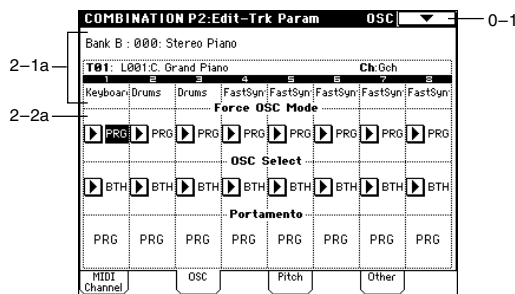 COMBINATION P2:Edit-Trk Param OSC
0–1
Bank B : 000: Stereo Piano
2–1a
T01: L001:C. Grand Piano Ch:Gch
1 2 3 4 5 6 7 8
Keyboar Drums Drums FastSyn FastSyn FastSyn FastSyn FastSyn
2–2a
Force OSC Mode
PRG PRG PRG PRG PRG PRG PRG PRG
OSC Select
BTH BTH BTH BTH BTH BTH BTH BTH
Portamento
PRG PRG PRG PRG PRG PRG PRG PRG
MIDI Channel OSC Pitch Other